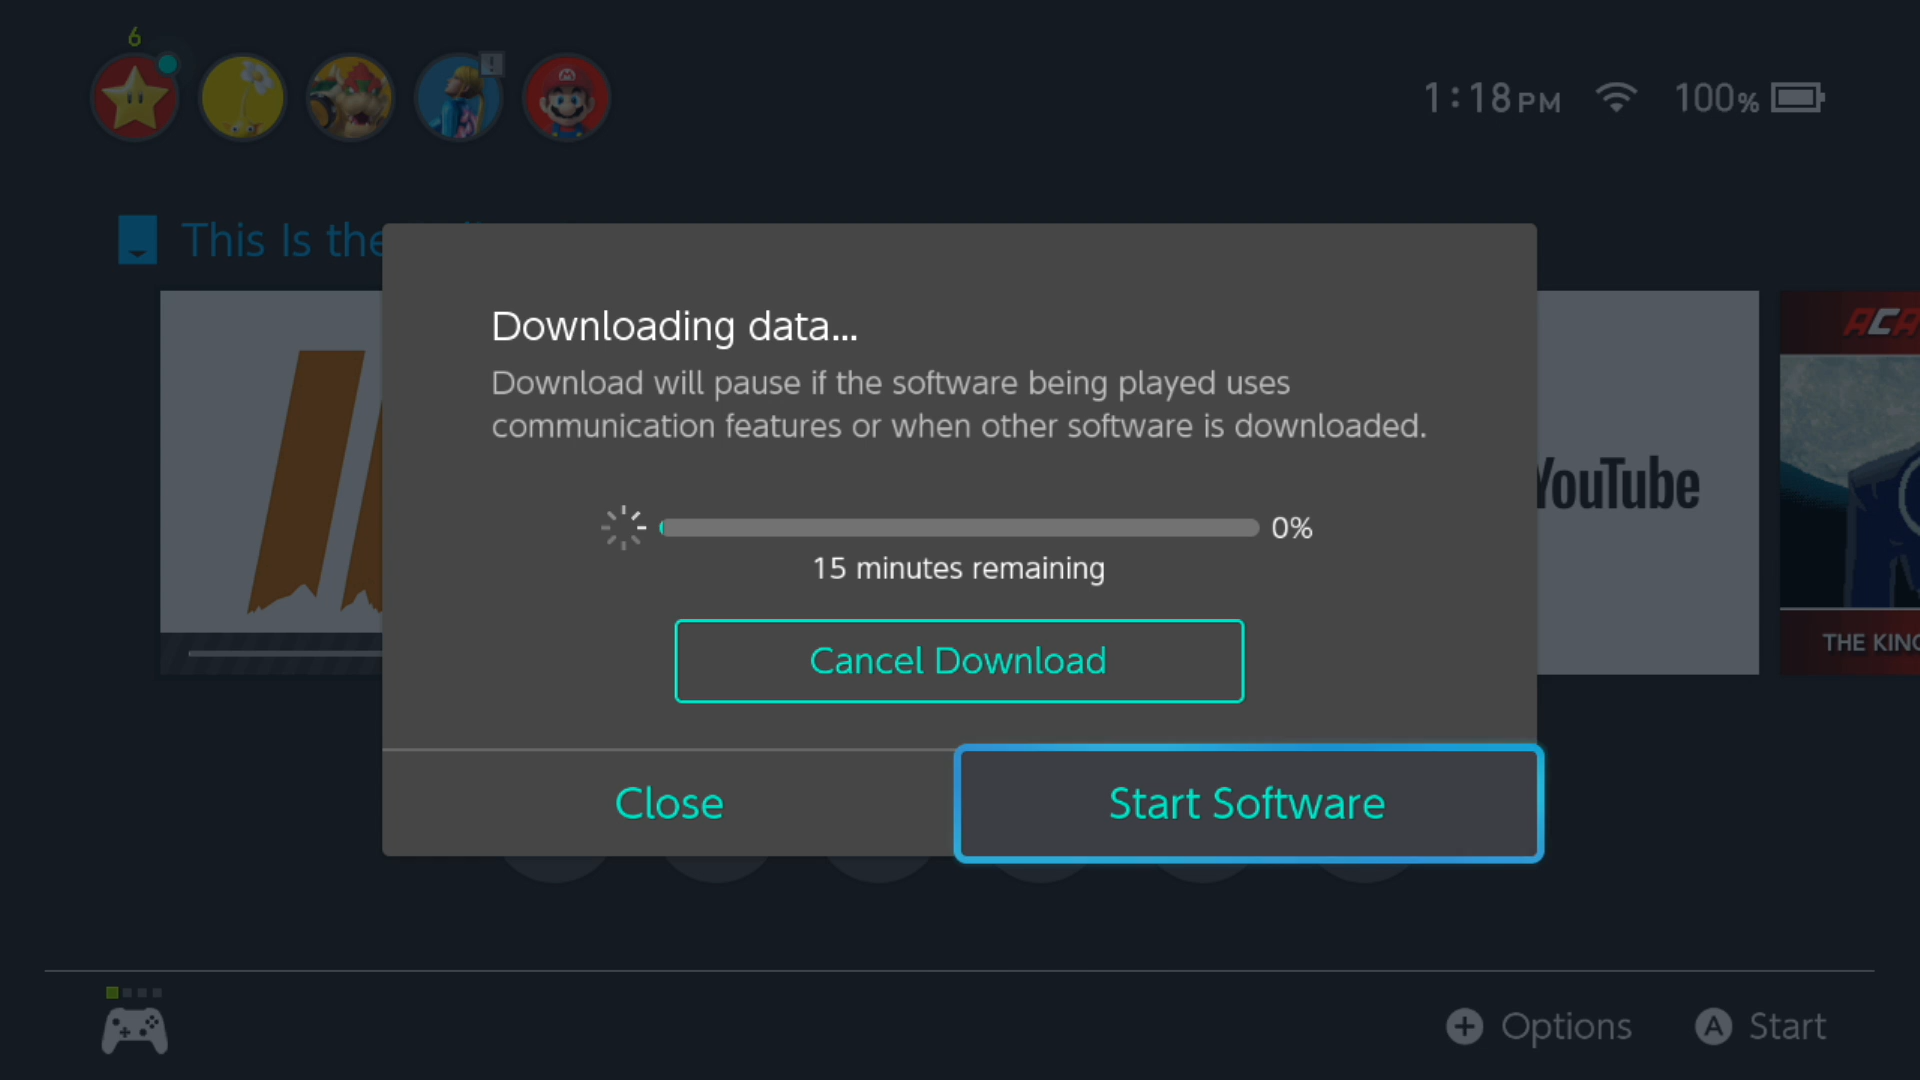 6
1:18 PM
100%
!
M
This Is the
Downloading data...
Download will pause if the software being played uses
communication features or when other software is downloaded.
0%
15 minutes remaining
Cancel Download
Close
Start Software
YouTube
ACA
THE KING
Options
A Start